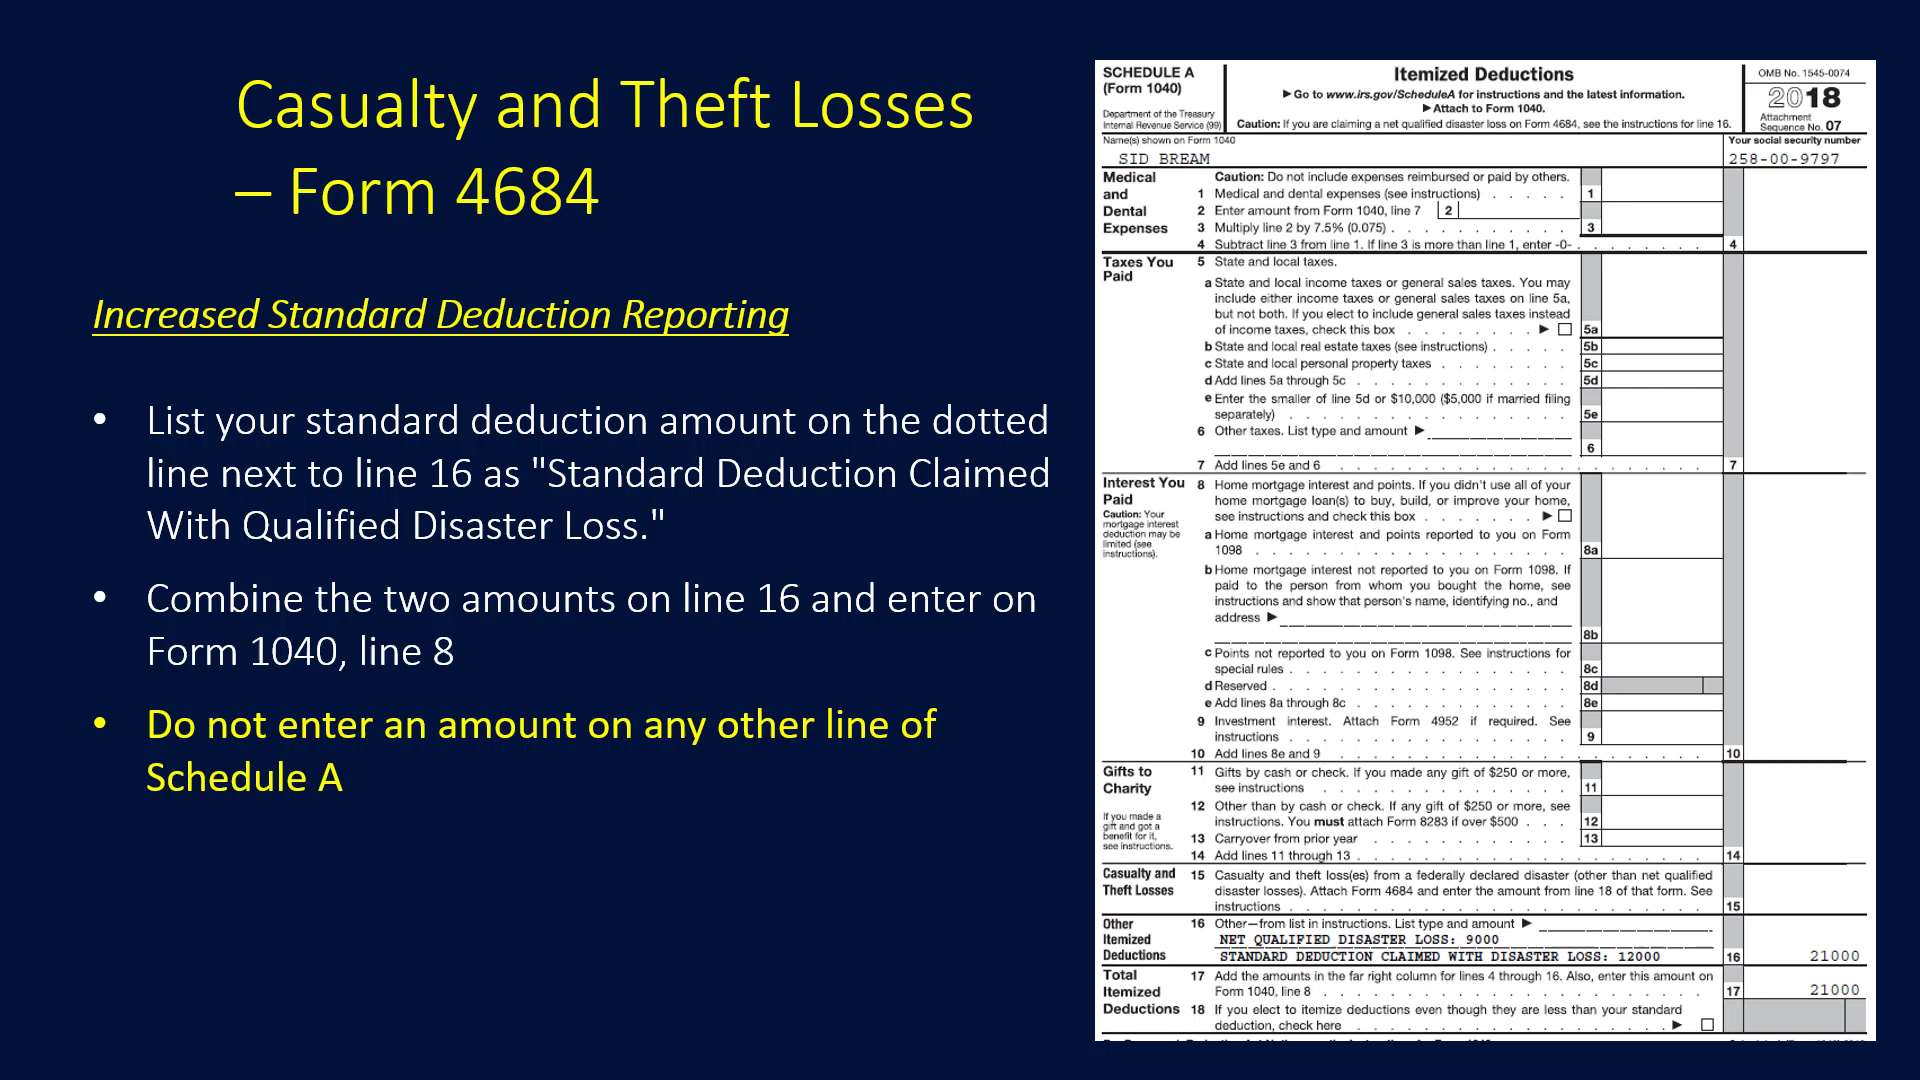 Casualty and Theft Losses
– Form 4684
Increased Standard Deduction Reporting
• List your standard deduction amount on the dotted
line next to line 16 as "Standard Deduction Claimed
With Qualified Disaster Loss."
• Combine the two amounts on line 16 and enter on
Form 1040, line 8
• Do not enter an amount on any other line of
Schedule A
SCHEDULE A
(Form 1040)
Department of the Treasury
Internal Revenue Service (99)
Itemized Deductions
▶ Go to www.irs.gov/ScheduleA for instructions and the latest information.
▶ Attach to Form 1040.
Caution: If you are claiming a net qualified disaster loss on Form 4684, see the instructions for line 16.
OMB No. 1545-0074
2018
Attachment
Sequence No. 07
Name(s) shown on Form 1040
Your social security number
SID BREAM
258-00-9797
Medical
and
Dental
Expenses
Caution: Do not include expenses reimbursed or paid by others.
1 Medical and dental expenses (see instructions) . . . . . 1
2 Enter amount from Form 1040, line 7 2
3 Multiply line 2 by 7.5% (0.075) . . . . . . . . . . . 3
4 Subtract line 3 from line 1. If line 3 is more than line 1, enter -0- . . . . . . . . 4
Taxes You
Paid
5 State and local taxes.
a State and local income taxes or general sales taxes. You may
include either income taxes or general sales taxes on line 5a,
but not both. If you elect to include general sales taxes instead
of income taxes, check this box . . . . . . . . ▶ 5a
b State and local real estate taxes (see instructions) . . . . . 5b
c State and local personal property taxes . . . . . . . . 5c
d Add lines 5a through 5c . . . . . . . . . . . . . 5d
e Enter the smaller of line 5d or $10,000 ($5,000 if married filing
separately) . . . . . . . . . . . . . . . . . 5e
6 Other taxes. List type and amount ▶
6
7 Add lines 5e and 6 . . . . . . . . . . . . . . . . . . . . . . 7
Interest You
Paid
Caution: Your
mortgage interest
deduction may be
limited (see
instructions).
8 Home mortgage interest and points. If you didn't use all of your
home mortgage loan(s) to buy, build, or improve your home,
see instructions and check this box . . . . . . . ▶
a Home mortgage interest and points reported to you on Form
1098 . . . . . . . . . . . . . . . . . . . 8a
b Home mortgage interest not reported to you on Form 1098. If
paid to the person from whom you bought the home, see
instructions and show that person's name, identifying no., and
address ▶
8b
c Points not reported to you on Form 1098. See instructions for
special rules . . . . . . . . . . . . . . . . . 8c
d Reserved . . . . . . . . . . . . . . . . . . 8d
e Add lines 8a through 8c . . . . . . . . . . . . . 8e
9 Investment interest. Attach Form 4952 if required. See
instructions . . . . . . . . . . . . . . . . . 9
10 Add lines 8e and 9 . . . . . . . . . . . . . . . . . . . . . . 10
Gifts to
Charity
If you made a
gift and got a
benefit for it,
see instructions.
11 Gifts by cash or check. If you made any gift of $250 or more,
see instructions . . . . . . . . . . . . . . . 11
12 Other than by cash or check. If any gift of $250 or more, see
instructions. You must attach Form 8283 if over $500 . . . 12
13 Carryover from prior year . . . . . . . . . . . . 13
14 Add lines 11 through 13 . . . . . . . . . . . . . . . . . . . . . 14
Casualty and
Theft Losses
15 Casualty and theft loss(es) from a federally declared disaster (other than net qualified
disaster losses). Attach Form 4684 and enter the amount from line 18 of that form. See
instructions . . . . . . . . . . . . . . . . . . . . . . . . . 15
Other
Itemized
Deductions
16 Other—from list in instructions. List type and amount ▶
NET QUALIFIED DISASTER LOSS: 9000
STANDARD DEDUCTION CLAIMED WITH DISASTER LOSS: 12000 16 21000
Total
Itemized
Deductions
17 Add the amounts in the far right column for lines 4 through 16. Also, enter this amount on
Form 1040, line 8 . . . . . . . . . . . . . . . . . . . . . . . 17 21000
18 If you elect to itemize deductions even though they are less than your standard
deduction, check here . . . . . . . . . . . . . . . . . . . ▶